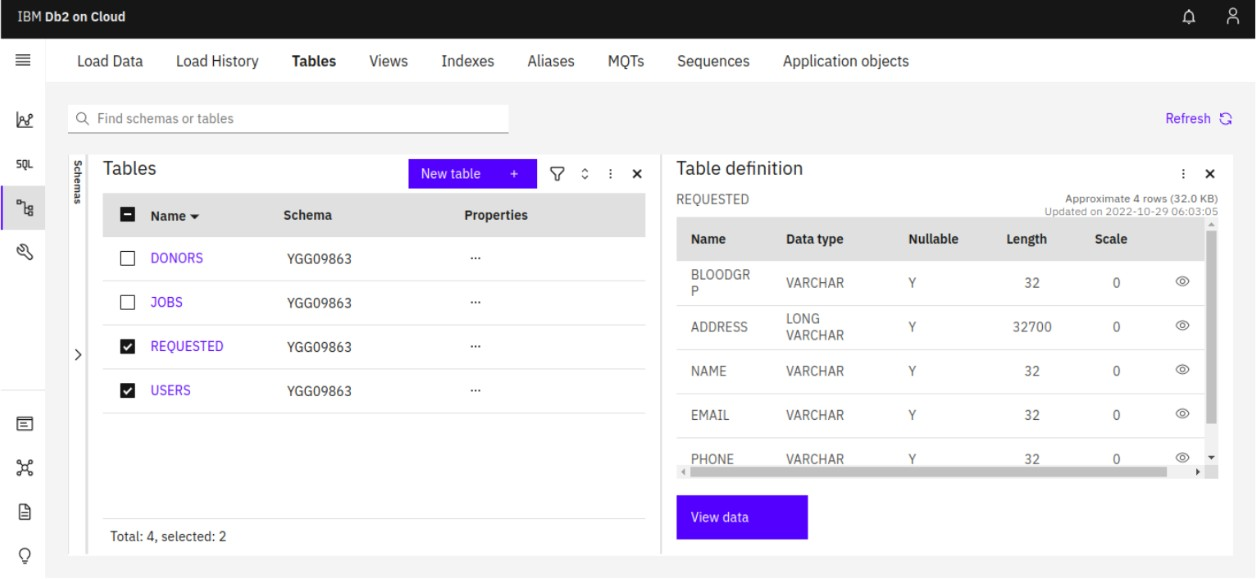 IBM Db2 on Cloud
Load Data Load History Tables Views Indexes Aliases MQTs Sequences Application objects
Find schemas or tables
Refresh
SQL
Schemas
Tables
New table +
Name Schema Properties
DONORS YGG09863 ...
JOBS YGG09863 ...
REQUESTED YGG09863 ...
USERS YGG09863 ...
Total: 4, selected: 2
Table definition
REQUESTED
Approximate 4 rows (32.0 KB)
Updated on 2022-10-29 06:03:05
Name Data type Nullable Length Scale
BLOODGR
P VARCHAR Y 32 0
ADDRESS LONG
VARCHAR Y 32700 0
NAME VARCHAR Y 32 0
EMAIL VARCHAR Y 32 0
PHONE VARCHAR Y 32 0
View data